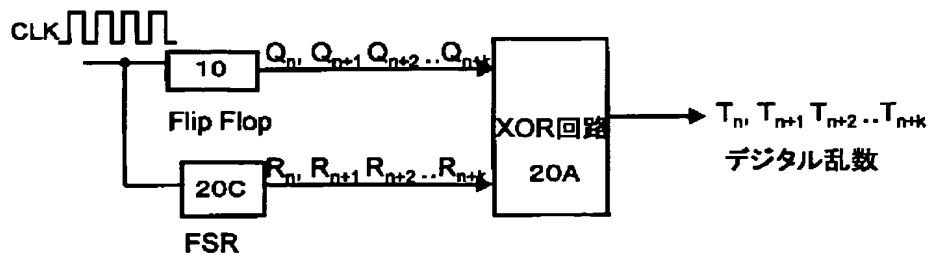 CLK
10
Qn, Qn+1 Qn+2 ‥Qn+k
Flip Flop
XOR回路
20A
Tn, Tn+1 Tn+2 ‥Tn+k
デジタル乱数
20C
Rn, Rn+1 Rn+2 ‥Rn+k
FSR